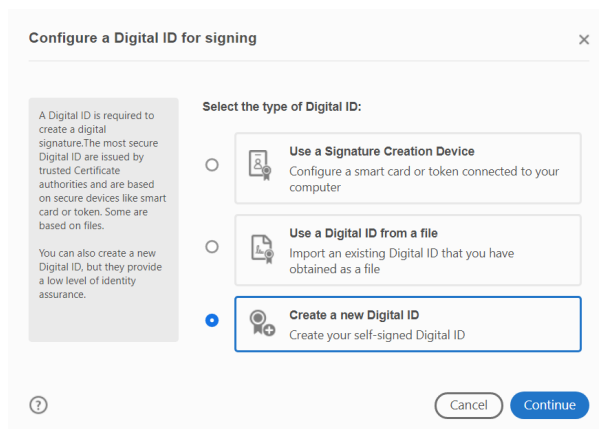 Configure a Digital ID for signing
A Digital ID is required to
create a digital
signature.The most secure
Digital ID are issued by
trusted Certificate
authorities and are based
on secure devices like smart
card or token. Some are
based on files.
You can also create a new
Digital ID, but they provide
a low level of identity
assurance.
Select the type of Digital ID:
Use a Signature Creation Device
Configure a smart card or token connected to your
computer
Use a Digital ID from a file
Import an existing Digital ID that you have
obtained as a file
Create a new Digital ID
Create your self-signed Digital ID
?
Cancel
Continue